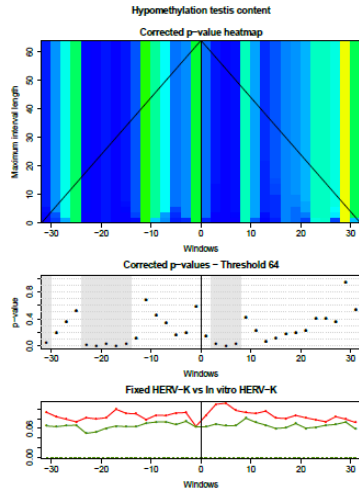 Hypomethylation testis content
Corrected p-value heatmap
Maximum interval length
0 10 20 30 40 50 60
−30 −20 −10 0 10 20 30
Windows
Corrected p-values − Threshold 64
p-value
0.0 0.4 0.8
−30 −20 −10 0 10 20 30
Windows
Fixed HERV-K vs In vitro HERV-K
0.00 0.06
−30 −20 −10 0 10 20 30
Windows